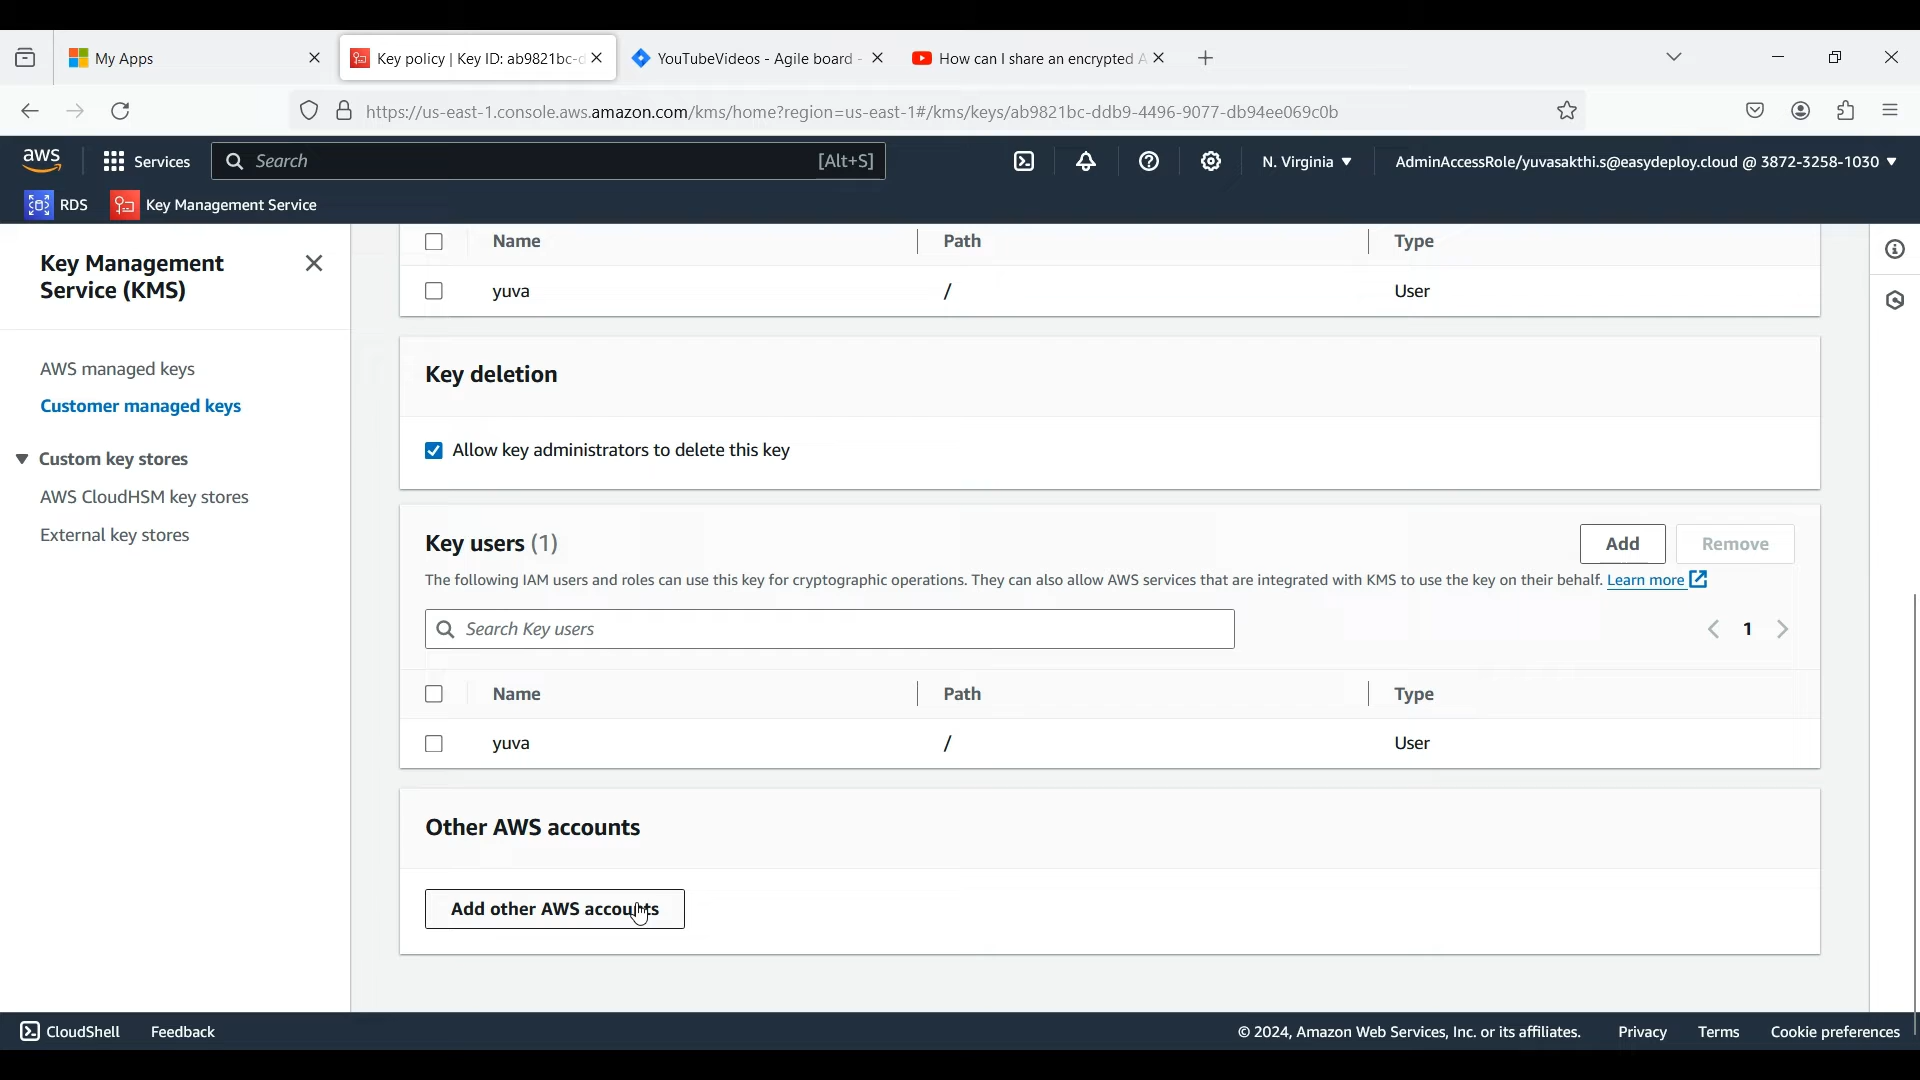 My Apps
Key policy | Key ID: ab9821bc-d
YouTubeVideos - Agile board -
How can I share an encrypted A
https://us-east-1.console.aws.amazon.com/kms/home?region=us-east-1#/kms/keys/ab9821bc-ddb9-4496-9077-db94ee069c0b
aws
Services
Search
[Alt+S]
N. Virginia
AdminAccessRole/yuvasakthi.s@easydeploy.cloud @ 3872-3258-1030
RDS
Key Management Service
Key Management
Service (KMS)
AWS managed keys
Customer managed keys
Custom key stores
AWS CloudHSM key stores
External key stores
Name Path Type
yuva / User
Key deletion
Allow key administrators to delete this key
Key users (1)
Add
Remove
The following IAM users and roles can use this key for cryptographic operations. They can also allow AWS services that are integrated with KMS to use the key on their behalf. Learn more
Search Key users
1
Name Path Type
yuva / User
Other AWS accounts
Add other AWS accounts
CloudShell
Feedback
© 2024, Amazon Web Services, Inc. or its affiliates.
Privacy
Terms
Cookie preferences